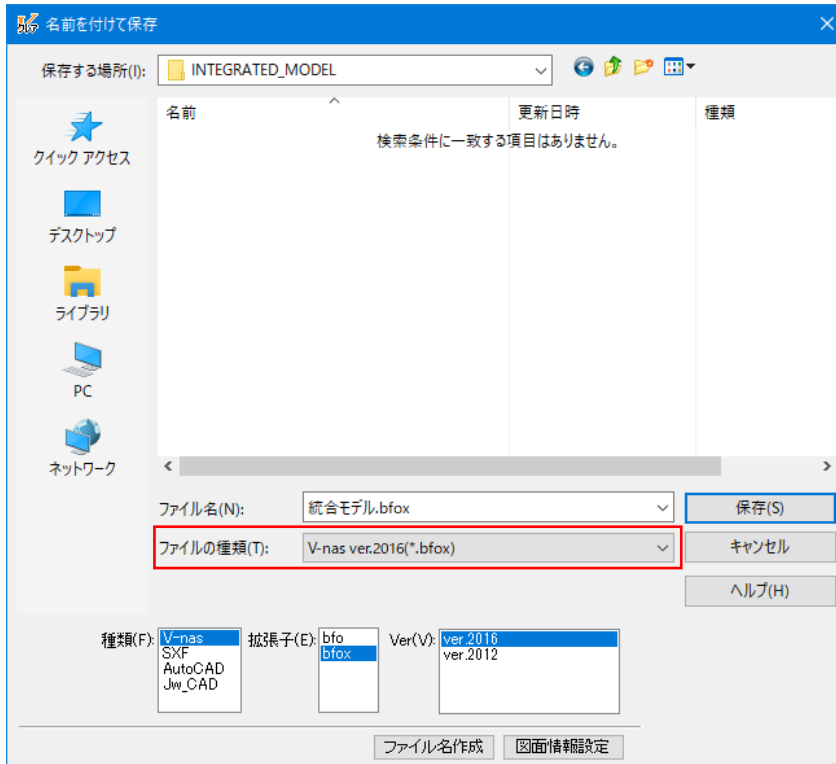 名前を付けて保存
保存する場所(I): INTEGRATED_MODEL
名前 更新日時 種類
検索条件に一致する項目はありません。
クイック アクセス
デスクトップ
ライブラリ
PC
ネットワーク
ファイル名(N): 統合モデル.bfox 保存(S)
ファイルの種類(T): V-nas ver.2016(*.bfox) キャンセル
ヘルプ(H)
種類(F): V-nas 拡張子(E): bfo Ver(V): ver.2016
SXF bfox ver.2012
AutoCAD
Jw_CAD
ファイル名作成 図面情報設定